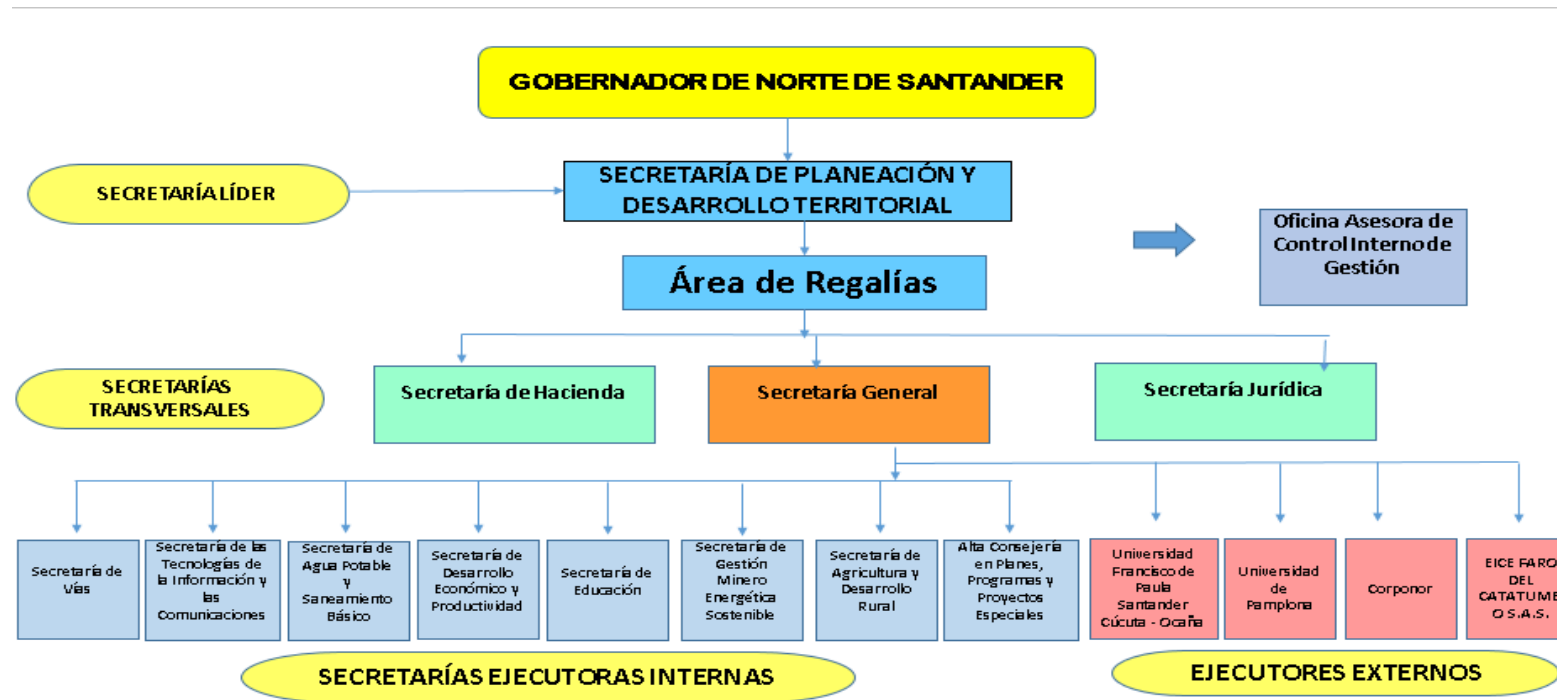 GOBERNADOR DE NORTE DE SANTANDER
SECRETARÍA LÍDER
SECRETARÍA DE PLANEACIÓN Y
DESARROLLO TERRITORIAL
Oficina Asesora de
Control Interno de
Gestión
Área de Regalías
SECRETARÍAS
TRANSVERSALES
Secretaría de Hacienda
Secretaría General
Secretaría Jurídica
Secretaría de
Vías
Secretaría de las
Tecnologías de
la Información y
las
Comunicaciones
Secretaría de
Agua Potable
y
Saneamiento
Básico
Secretaría de
Desarrollo
Económico y
Productividad
Secretaría de
Educación
Secretaría de
Gestión
Minero
Energética
Sostenible
Secretaría de
Agricultura y
Desarrollo
Rural
Alta Consejería
en Planes,
Programas y
Proyectos
Especiales
Universidad
Francisco de
Paula
Santander
Cúcuta - Ocaña
Universidad
de
Pamplona
Corponor
EICE FARO
DEL
CATATUMB
O S.A.S.
SECRETARÍAS EJECUTORAS INTERNAS
EJECUTORES EXTERNOS